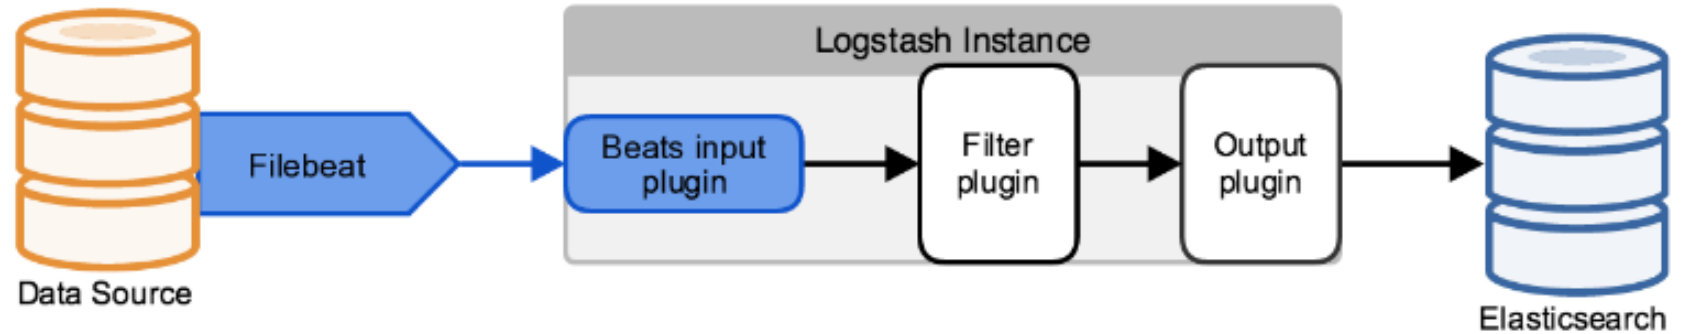 Logstash Instance
Data Source
Filebeat
Beats input
plugin
Filter
plugin
Output
plugin
Elasticsearch